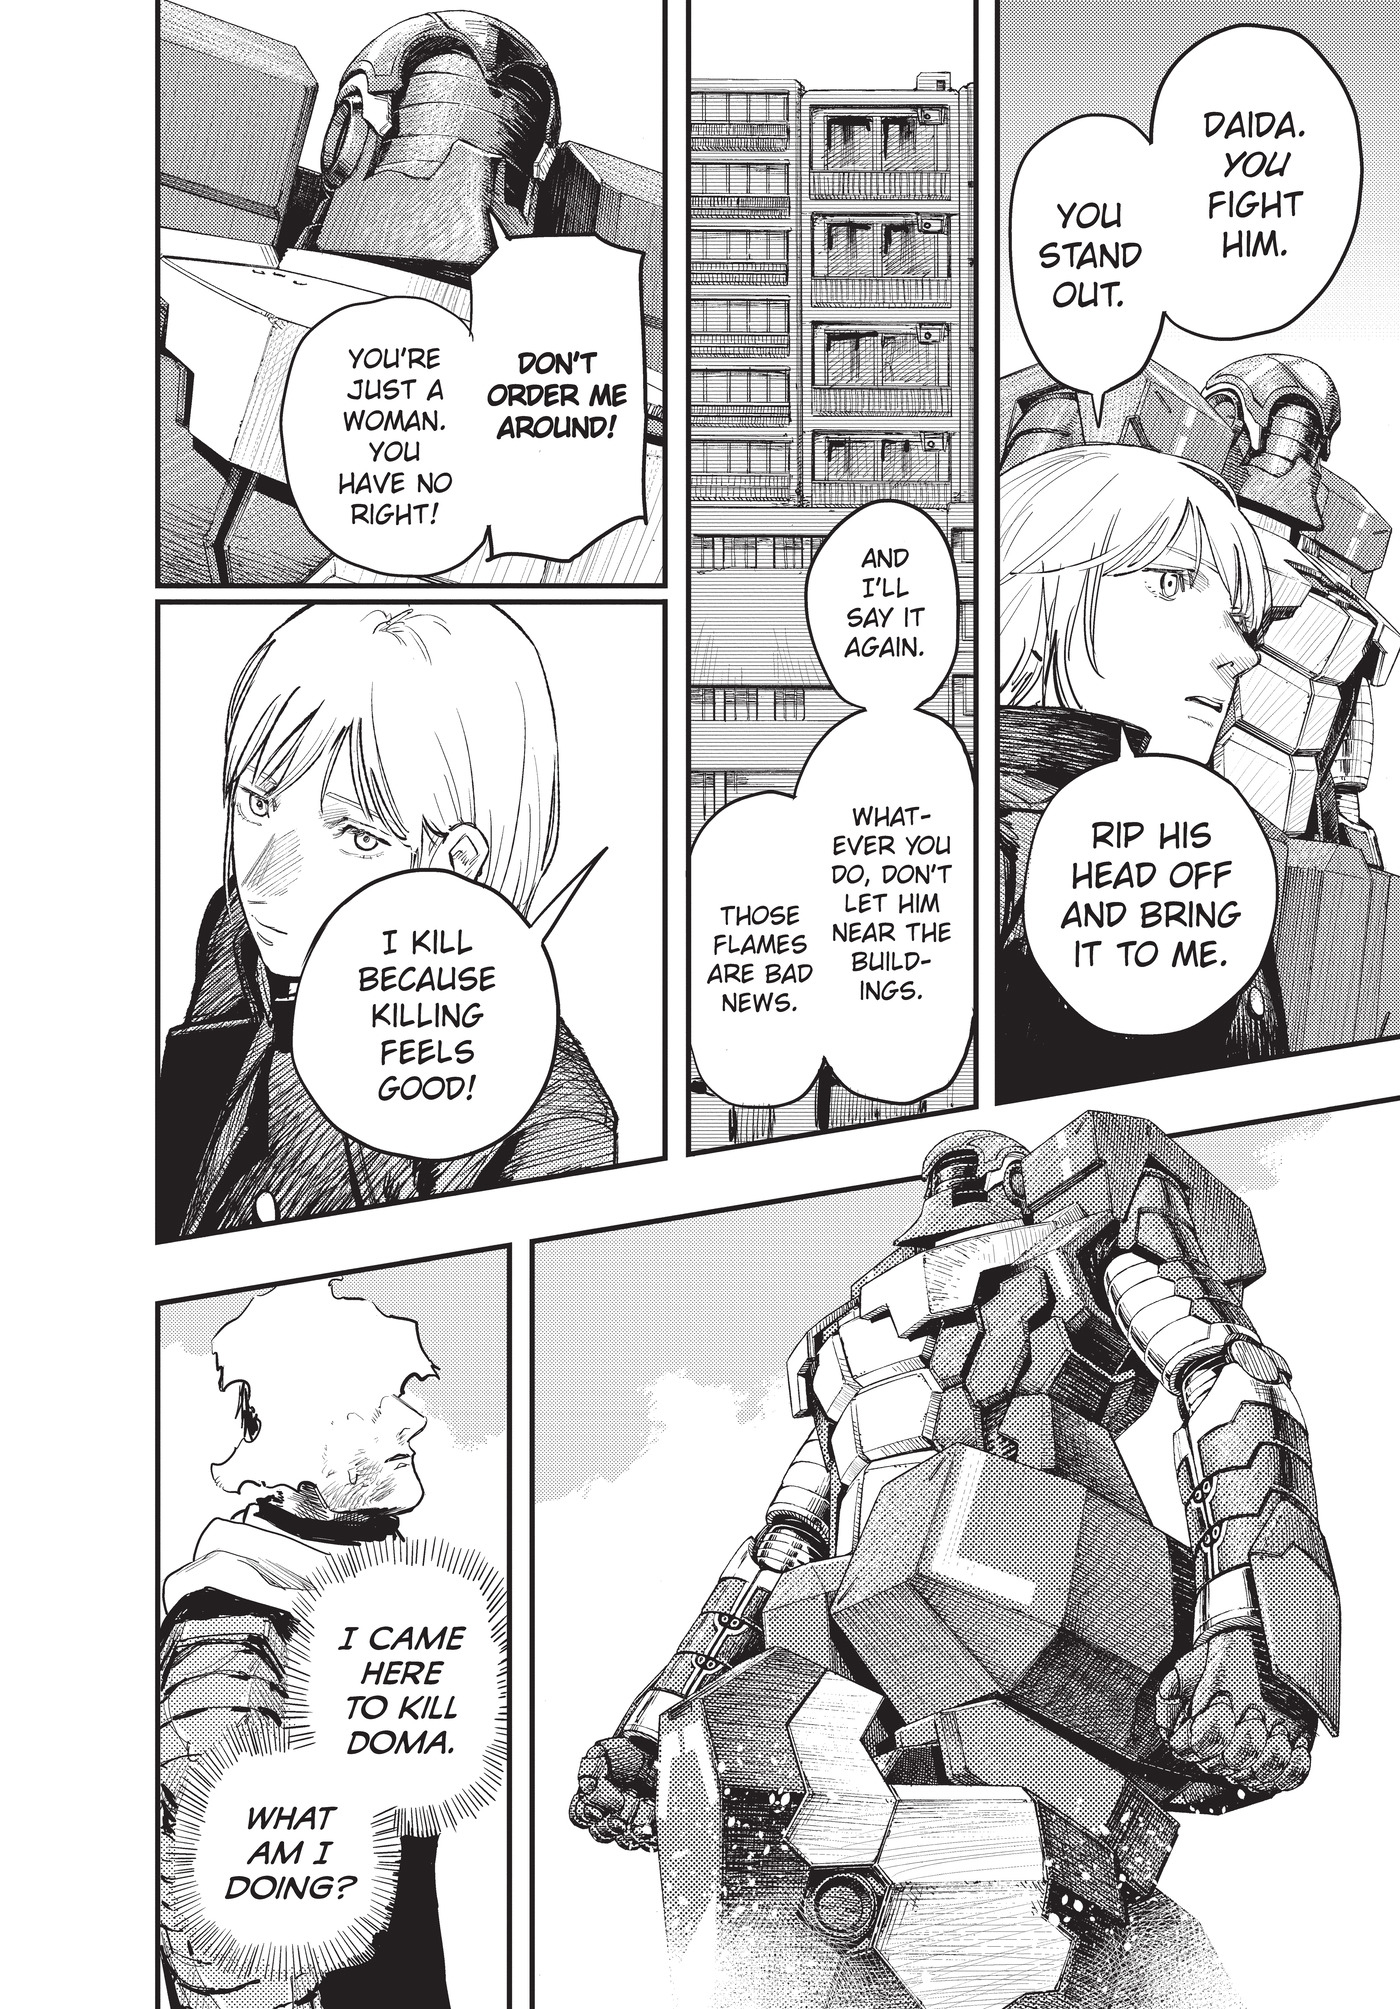 DAIDA.
YOU
FIGHT
HIM.
YOU
STAND
OUT.
RIP HIS
HEAD OFF
AND BRING
IT TO ME.
AND
I'LL
SAY IT
AGAIN.
WHAT-
EVER YOU
DO, DON'T
LET HIM
NEAR THE
BUILD-
INGS.
THOSE
FLAMES
ARE BAD
NEWS.
DON'T
ORDER ME
AROUND!
YOU'RE
JUST A
WOMAN.
YOU
HAVE NO
RIGHT!
I KILL
BECAUSE
KILLING
FEELS
GOOD!
I CAME
HERE
TO KILL
DOMA.
WHAT
AM I
DOING?